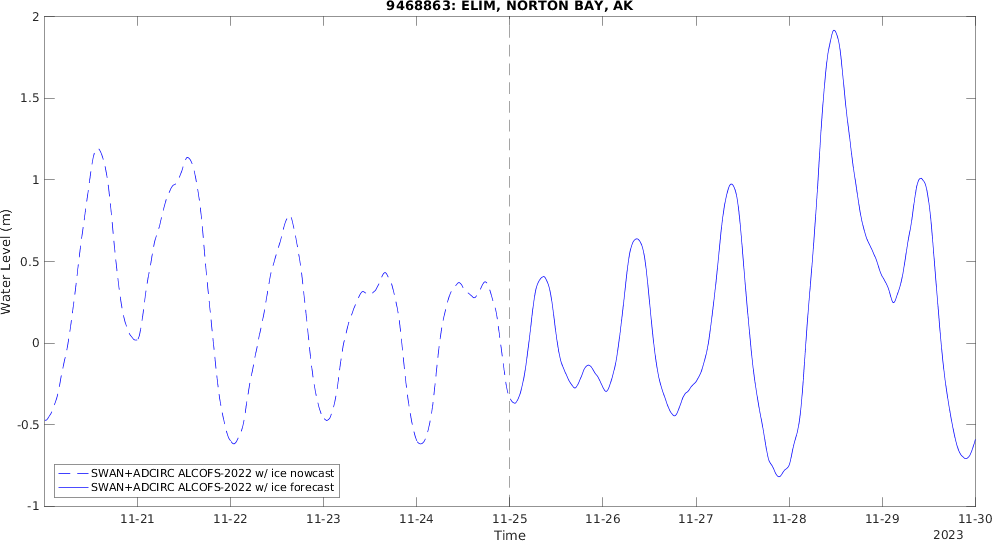 9468863: ELIM, NORTON BAY, AK
Water Level (m)
2
1.5
1
0.5
0
-0.5
-1
SWAN+ADCIRC ALCOFS-2022 w/ ice nowcast
SWAN+ADCIRC ALCOFS-2022 w/ ice forecast
11-21 11-22 11-23 11-24 11-25 11-26 11-27 11-28 11-29 11-30
Time
2023